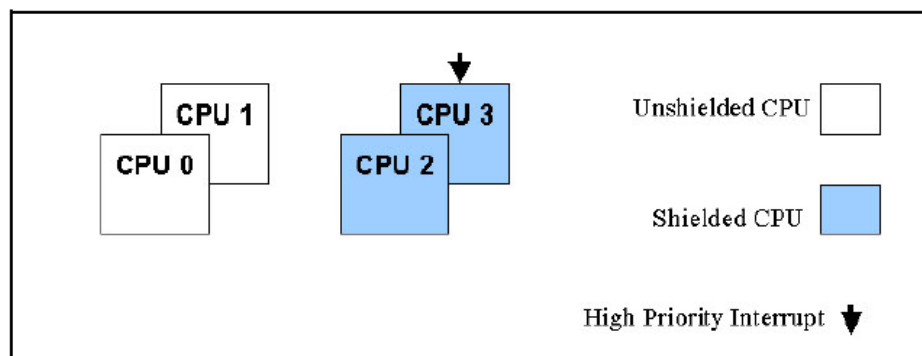 CPU 1
CPU 0
CPU 3
CPU 2
Unshielded CPU
Shielded CPU
High Priority Interrupt